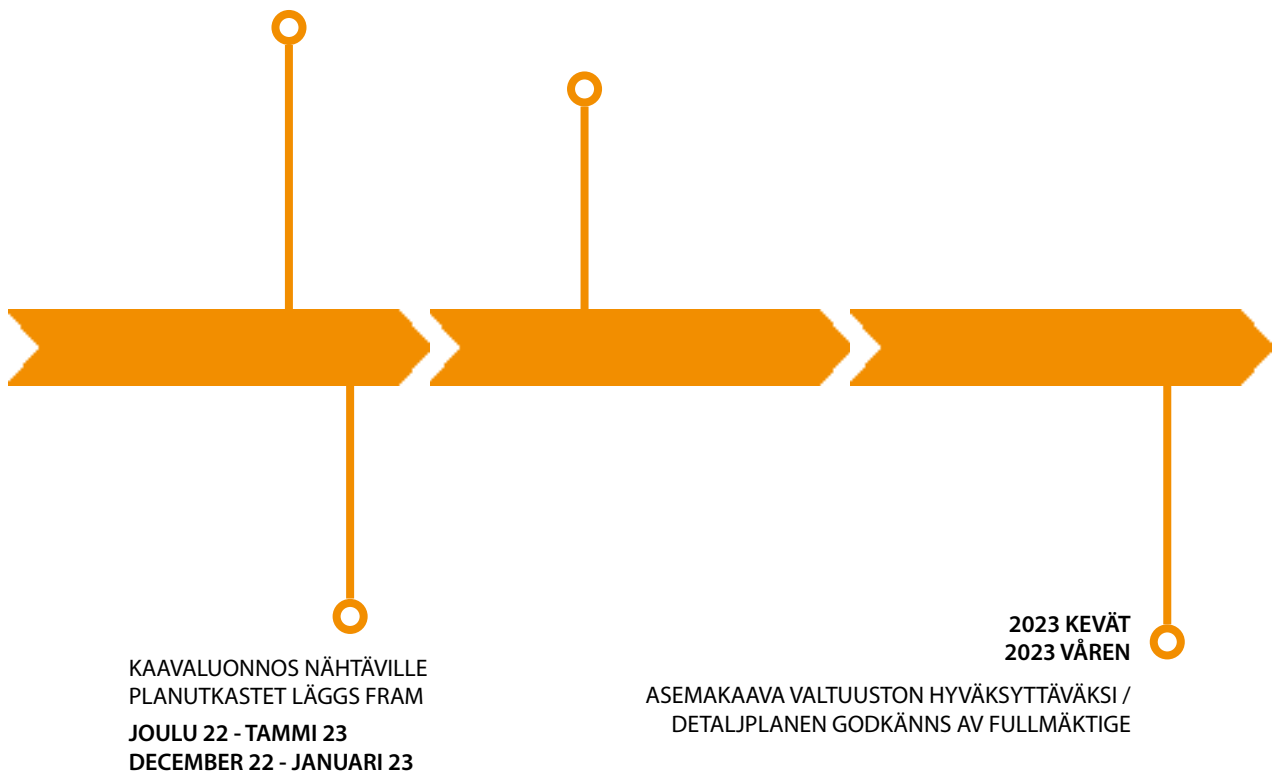 KAAVALUONNOS NÄHTÄVILLE
PLANUTKASTET LÄGGS FRAM
JOULU 22 - TAMMI 23
DECEMBER 22 - JANUARI 23
2023 KEVÄT
2023 VÅREN
ASEMAKAAVA VALTUUSTON HYVÄKSYTTÄVÄKSI /
DETALJPLANEN GODKÄNNS AV FULLMÄKTIGE